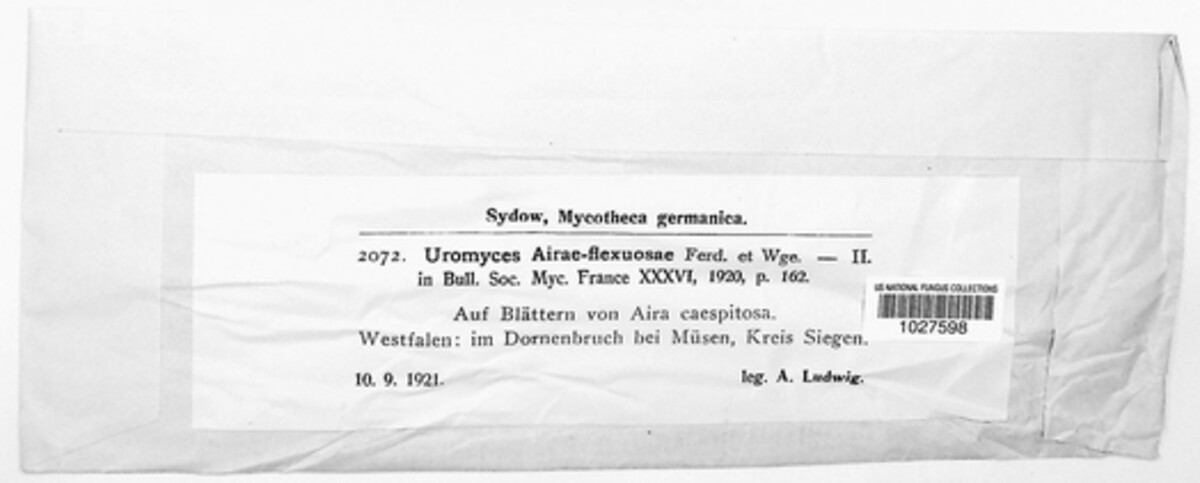 Sydow, Mycotheca germanica.
2072. Uromyces Airae-flexuosae Ferd. et Wge. — II.
in Bull. Soc. Myc. France XXXVI, 1920, p. 162.
Auf Blättern von Aira caespitosa.
Westfalen: im Dornenbruch bei Müsen, Kreis Siegen.
10. 9. 1921. leg. A. Ludwig.
US NATIONAL FUNGUS COLLECTIONS
1027598